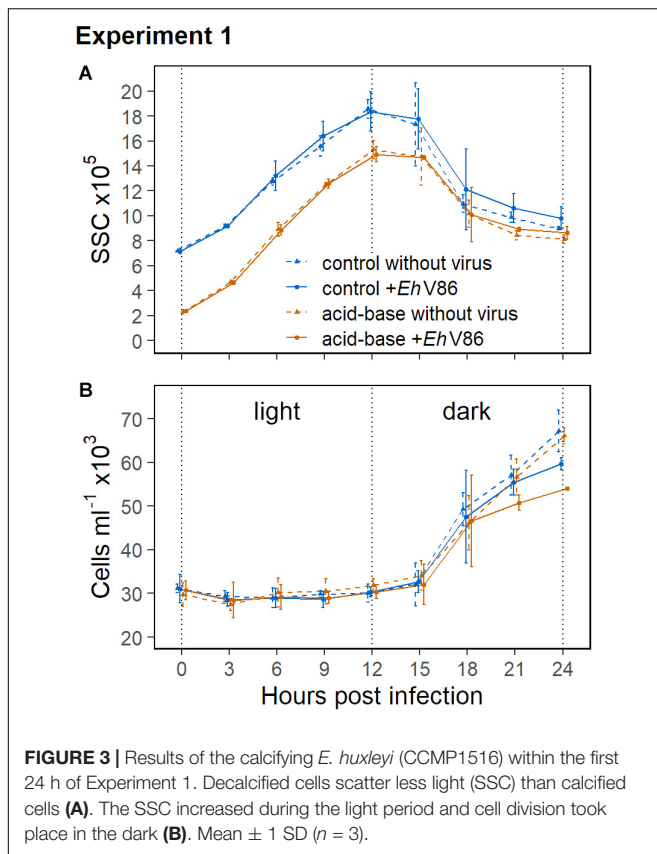 Experiment 1
A
20
18
16
14
12
10
8
6
4
2
0
SSC x10⁵
control without virus
control +EhV86
acid-base without virus
acid-base +EhV86
B
light
dark
70
60
50
40
30
20
Cells ml⁻¹ x10³
0 3 6 9 12 15 18 21 24
Hours post infection
FIGURE 3 | Results of the calcifying E. huxleyi (CCMP1516) within the first
24 h of Experiment 1. Decalcified cells scatter less light (SSC) than calcified
cells (A). The SSC increased during the light period and cell division took
place in the dark (B). Mean ± 1 SD (n = 3).